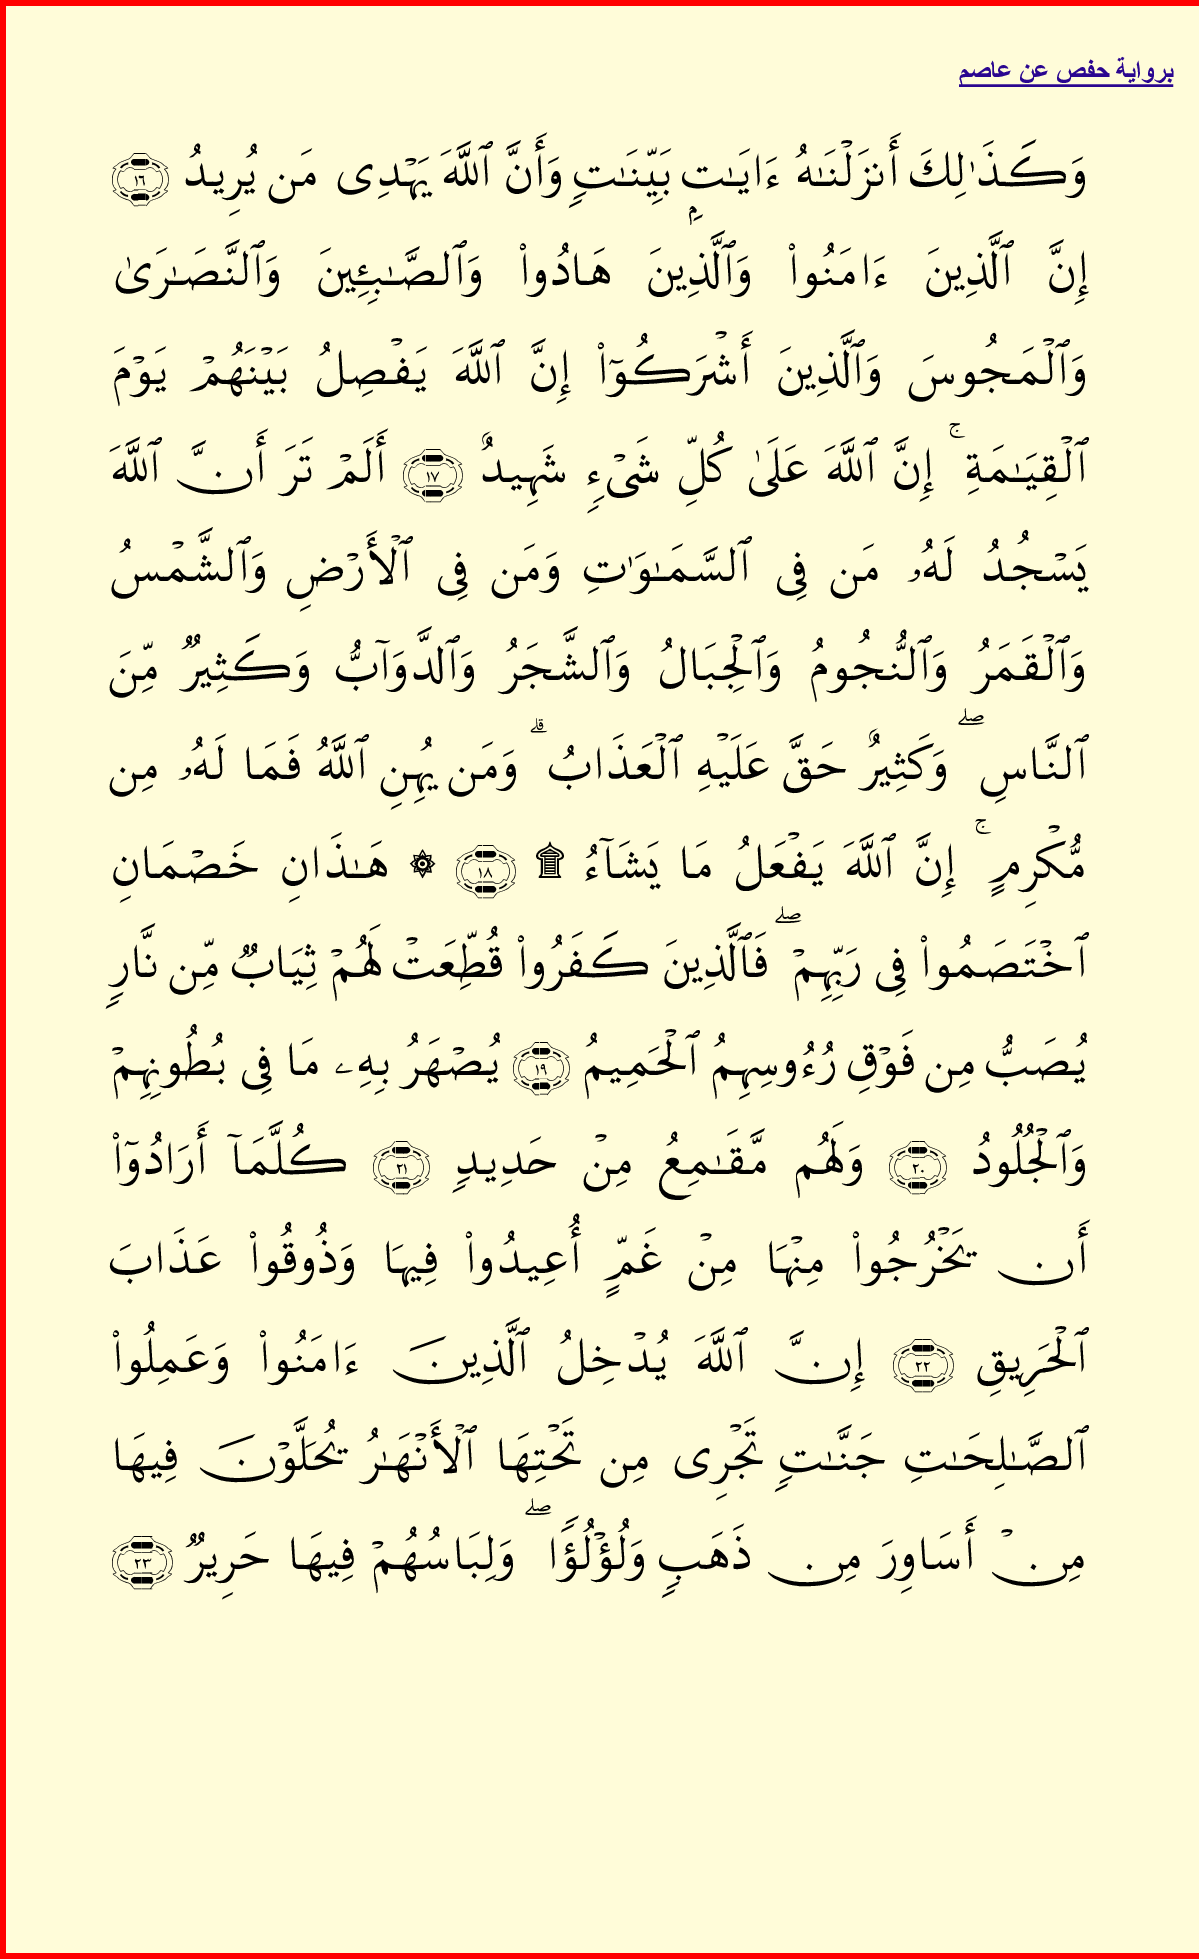 برواية حفص عن عاصم
وَكَذَٰلِكَ أَنزَلْنَٰهُ ءَايَٰتٍۭ بَيِّنَٰتٍ وَأَنَّ ٱللَّهَ يَهْدِى مَن يُرِيدُ ١٦
إِنَّ ٱلَّذِينَ ءَامَنُوا۟ وَٱلَّذِينَ هَادُوا۟ وَٱلصَّٰبِـِٔينَ وَٱلنَّصَٰرَىٰ
وَٱلْمَجُوسَ وَٱلَّذِينَ أَشْرَكُوٓا۟ إِنَّ ٱللَّهَ يَفْصِلُ بَيْنَهُمْ يَوْمَ
ٱلْقِيَٰمَةِ ۚ إِنَّ ٱللَّهَ عَلَىٰ كُلِّ شَىْءٍ شَهِيدٌ ١٧ أَلَمْ تَرَ أَنَّ ٱللَّهَ
يَسْجُدُ لَهُۥ مَن فِى ٱلسَّمَٰوَٰتِ وَمَن فِى ٱلْأَرْضِ وَٱلشَّمْسُ
وَٱلْقَمَرُ وَٱلنُّجُومُ وَٱلْجِبَالُ وَٱلشَّجَرُ وَٱلدَّوَآبُّ وَكَثِيرٌ مِّنَ
ٱلنَّاسِ ۖ وَكَثِيرٌ حَقَّ عَلَيْهِ ٱلْعَذَابُ ۗ وَمَن يُهِنِ ٱللَّهُ فَمَا لَهُۥ مِن
مُّكْرِمٍ ۚ إِنَّ ٱللَّهَ يَفْعَلُ مَا يَشَآءُ ۩ ١٨ ۞ هَٰذَانِ خَصْمَانِ
ٱخْتَصَمُوا۟ فِى رَبِّهِمْ ۖ فَٱلَّذِينَ كَفَرُوا۟ قُطِّعَتْ لَهُمْ ثِيَابٌ مِّن نَّارٍ
يُصَبُّ مِن فَوْقِ رُءُوسِهِمُ ٱلْحَمِيمُ ١٩ يُصْهَرُ بِهِۦ مَا فِى بُطُونِهِمْ
وَٱلْجُلُودُ ٢٠ وَلَهُم مَّقَٰمِعُ مِنْ حَدِيدٍ ٢١ كُلَّمَآ أَرَادُوٓا۟
أَن يَخْرُجُوا۟ مِنْهَا مِنْ غَمٍّ أُعِيدُوا۟ فِيهَا وَذُوقُوا۟ عَذَابَ
ٱلْحَرِيقِ ٢٢ إِنَّ ٱللَّهَ يُدْخِلُ ٱلَّذِينَ ءَامَنُوا۟ وَعَمِلُوا۟
ٱلصَّٰلِحَٰتِ جَنَّٰتٍ تَجْرِى مِن تَحْتِهَا ٱلْأَنْهَٰرُ يُحَلَّوْنَ فِيهَا
مِنْ أَسَاوِرَ مِن ذَهَبٍ وَلُؤْلُؤًا ۖ وَلِبَاسُهُمْ فِيهَا حَرِيرٌ ٢٣